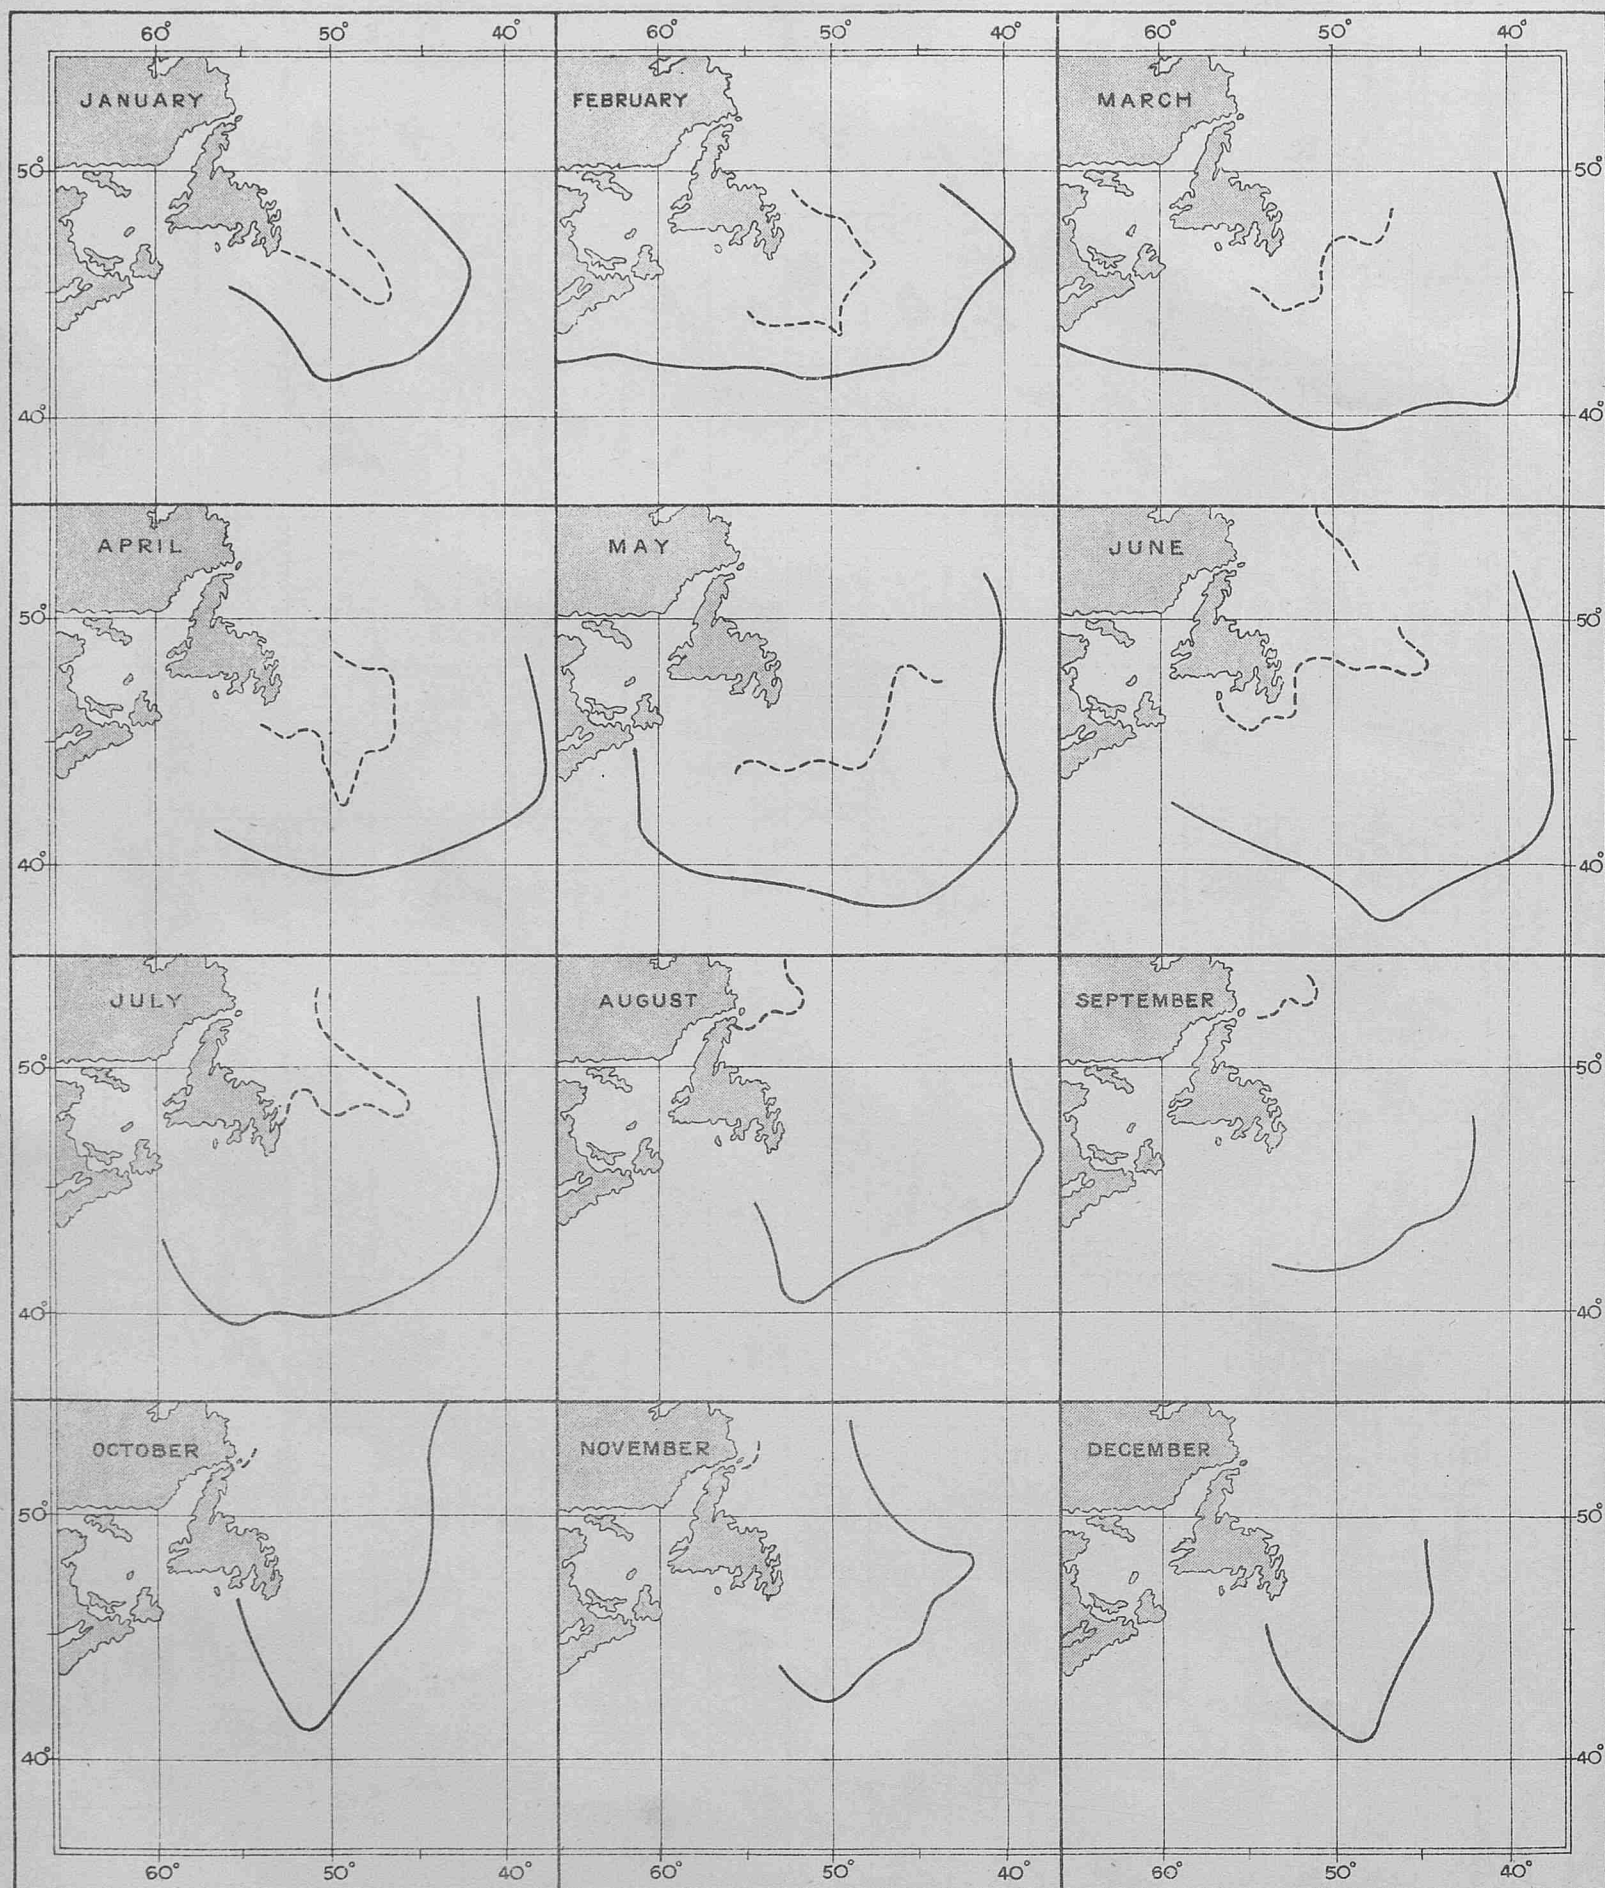 60° 50° 40° 60° 50° 40° 60° 50° 40°
JANUARY FEBRUARY MARCH
50° 50°
40° 40°
APRIL MAY JUNE
50° 50°
40° 40°
JULY AUGUST SEPTEMBER
50° 50°
40° 40°
OCTOBER NOVEMBER DECEMBER
50° 50°
40° 40°
60° 50° 40° 60° 50° 40° 60° 50° 40°